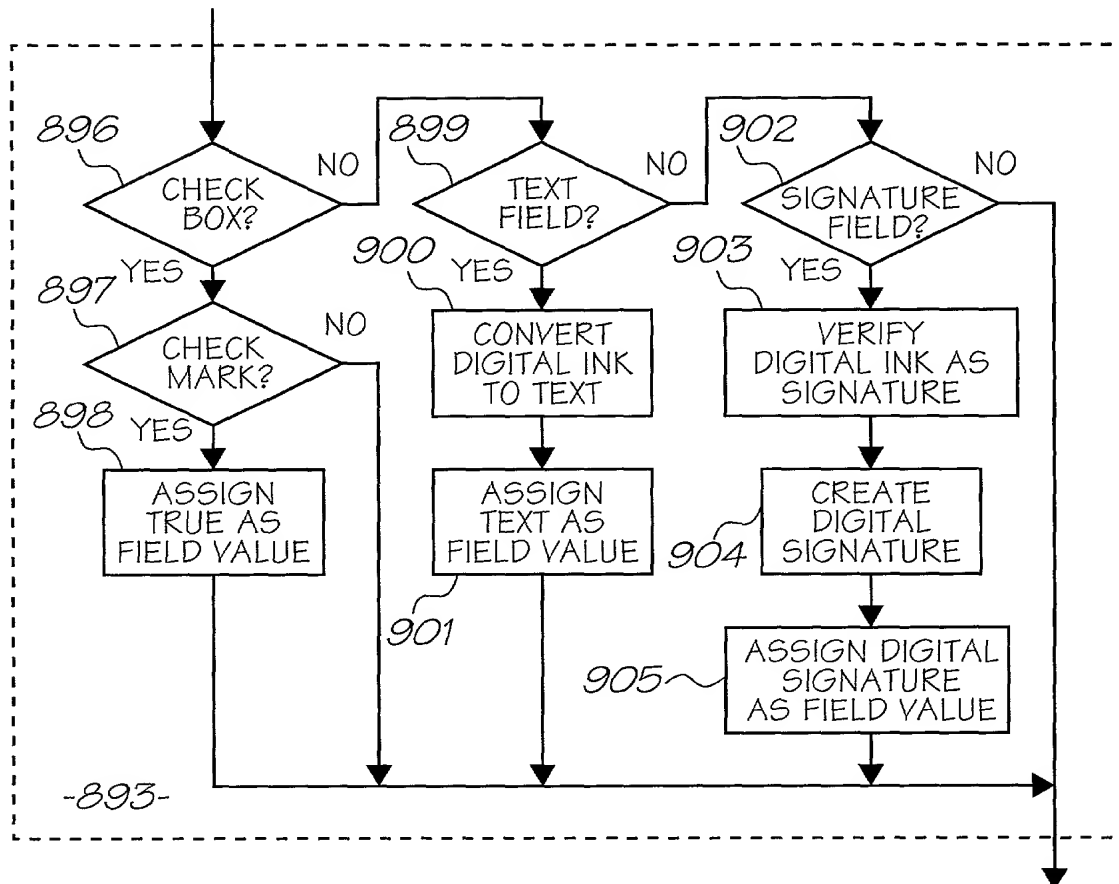 896
CHECK
BOX?
NO
YES
897
CHECK
MARK?
NO
YES
898
ASSIGN
TRUE AS
FIELD VALUE
899
TEXT
FIELD?
NO
YES
900
CONVERT
DIGITAL INK
TO TEXT
ASSIGN
TEXT AS
FIELD VALUE
901
902
SIGNATURE
FIELD?
NO
YES
903
VERIFY
DIGITAL INK AS
SIGNATURE
CREATE
DIGITAL
SIGNATURE
904
ASSIGN DIGITAL
SIGNATURE
AS FIELD VALUE
905
-893-